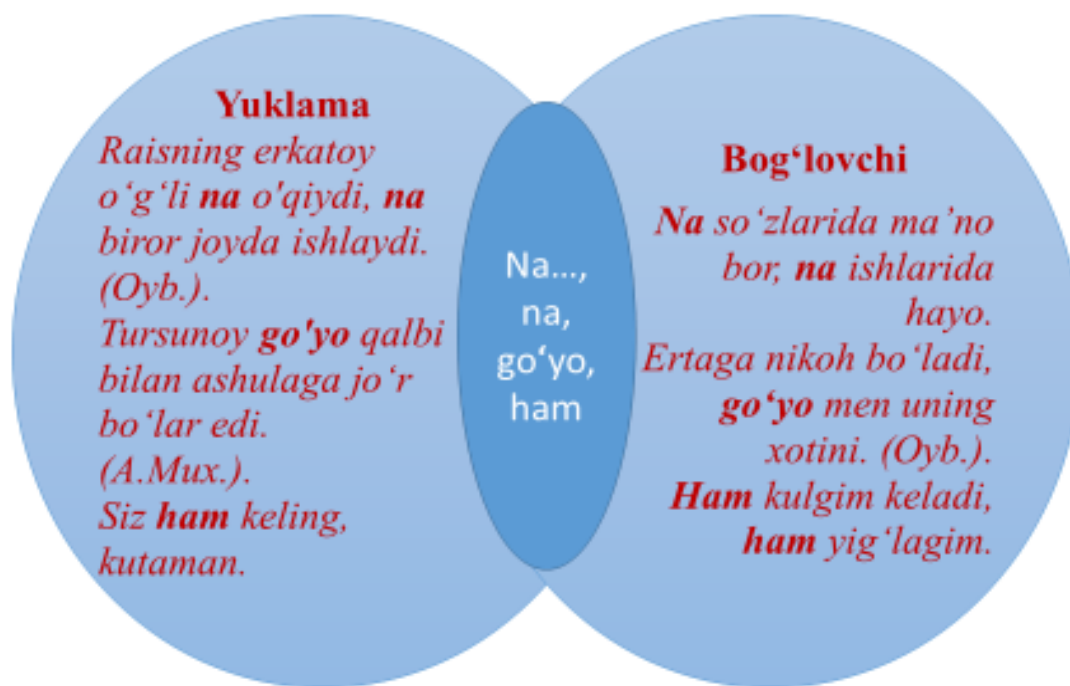 Yuklama
Raisning erkatoy
o‘g‘li na o'qiydi, na
biror joyda ishlaydi.
(Oyb.).
Tursunoy go'yo qalbi
bilan ashulaga jo‘r
bo‘lar edi.
(A.Mux.).
Siz ham keling,
kutaman.
Na...,
na,
go‘yo,
ham
Bog‘lovchi
Na so‘zlarida ma’no
bor, na ishlarida
hayo.
Ertaga nikoh bo‘ladi,
go‘yo men uning
xotini. (Oyb.).
Ham kulgim keladi,
ham yig‘lagim.